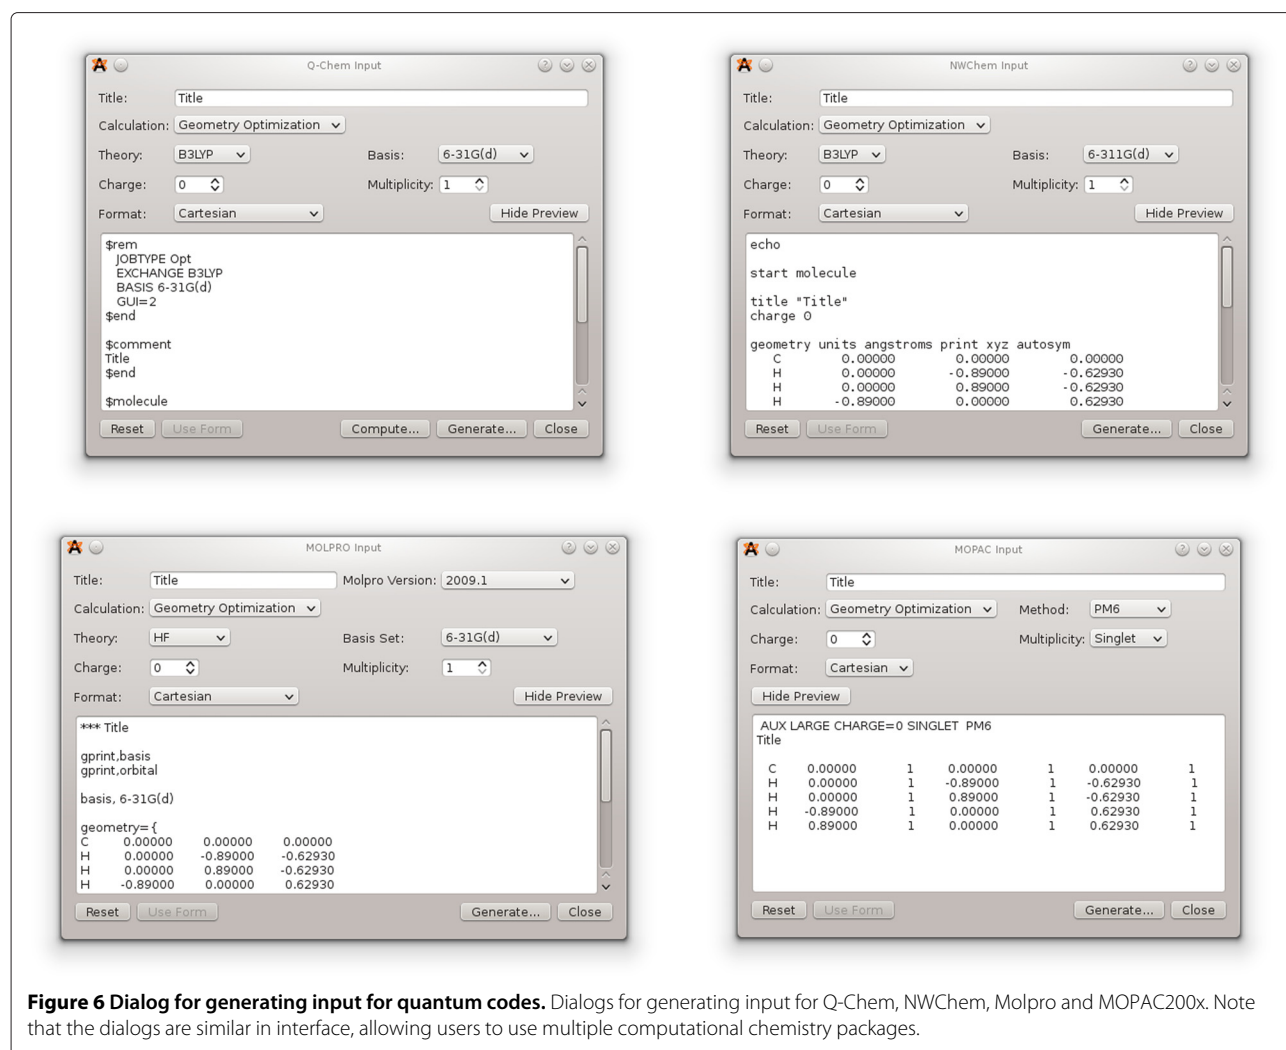 Q-Chem Input
Title: Title
Calculation: Geometry Optimization
Theory: B3LYP Basis: 6-31G(d)
Charge: 0 Multiplicity: 1
Format: Cartesian Hide Preview
$rem
JOBTYPE Opt
EXCHANGE B3LYP
BASIS 6-31G(d)
GUI=2
$end
$comment
Title
$end
$molecule
Reset Use Form Compute... Generate... Close
NWChem Input
Title: Title
Calculation: Geometry Optimization
Theory: B3LYP Basis: 6-311G(d)
Charge: 0 Multiplicity: 1
Format: Cartesian Hide Preview
echo
start molecule
title "Title"
charge 0
geometry units angstroms print xyz autosym
C 0.00000 0.00000 0.00000
H 0.00000 -0.89000 -0.62930
H 0.00000 0.89000 -0.62930
H -0.89000 0.00000 0.62930
Reset Use Form Generate... Close
MOLPRO Input
Title: Title Molpro Version: 2009.1
Calculation: Geometry Optimization
Theory: HF Basis Set: 6-31G(d)
Charge: 0 Multiplicity: 1
Format: Cartesian Hide Preview
*** Title
gprint,basis
gprint,orbital
basis, 6-31G(d)
geometry={
C 0.00000 0.00000 0.00000
H 0.00000 -0.89000 -0.62930
H 0.00000 0.89000 -0.62930
H -0.89000 0.00000 0.62930
Reset Use Form Generate... Close
MOPAC Input
Title: Title
Calculation: Geometry Optimization Method: PM6
Charge: 0 Multiplicity: Singlet
Format: Cartesian
Hide Preview
AUX LARGE CHARGE=0 SINGLET PM6
Title
C 0.00000 1 0.00000 1 0.00000 1
H 0.00000 1 -0.89000 1 -0.62930 1
H 0.00000 1 0.89000 1 -0.62930 1
H -0.89000 1 0.00000 1 0.62930 1
H 0.89000 1 0.00000 1 0.62930 1
Reset Use Form Generate... Close
Figure 6 Dialog for generating input for quantum codes. Dialogs for generating input for Q-Chem, NWChem, Molpro and MOPAC200x. Note
that the dialogs are similar in interface, allowing users to use multiple computational chemistry packages.